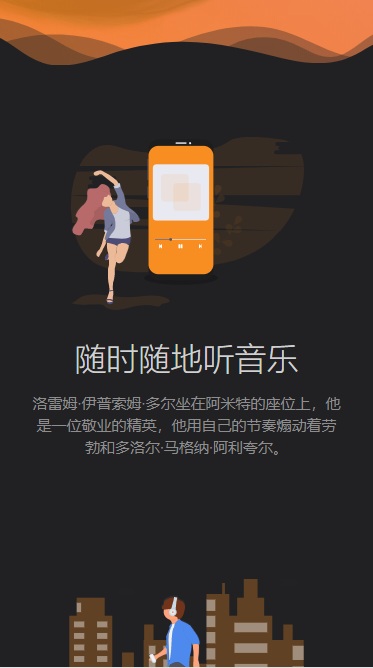 随时随地听音乐
洛雷姆·伊普索姆·多尔坐在阿米特的座位上，他
是一位敬业的精英，他用自己的节奏煽动着劳
勃和多洛尔·马格纳·阿利夸尔。